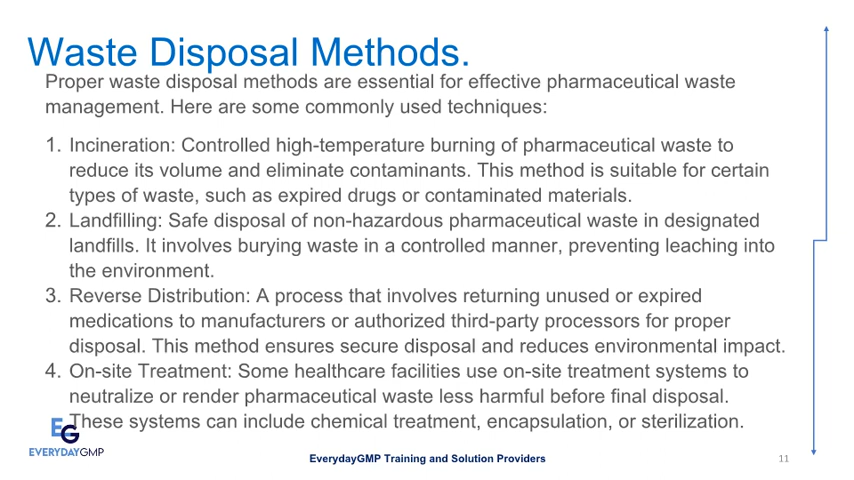 Waste Disposal Methods.
Proper waste disposal methods are essential for effective pharmaceutical waste
management. Here are some commonly used techniques:
1. Incineration: Controlled high-temperature burning of pharmaceutical waste to
reduce its volume and eliminate contaminants. This method is suitable for certain
types of waste, such as expired drugs or contaminated materials.
2. Landfilling: Safe disposal of non-hazardous pharmaceutical waste in designated
landfills. It involves burying waste in a controlled manner, preventing leaching into
the environment.
3. Reverse Distribution: A process that involves returning unused or expired
medications to manufacturers or authorized third-party processors for proper
disposal. This method ensures secure disposal and reduces environmental impact.
4. On-site Treatment: Some healthcare facilities use on-site treatment systems to
neutralize or render pharmaceutical waste less harmful before final disposal.
These systems can include chemical treatment, encapsulation, or sterilization.
EG
EVERYDAYGMP
EverydayGMP Training and Solution Providers
11